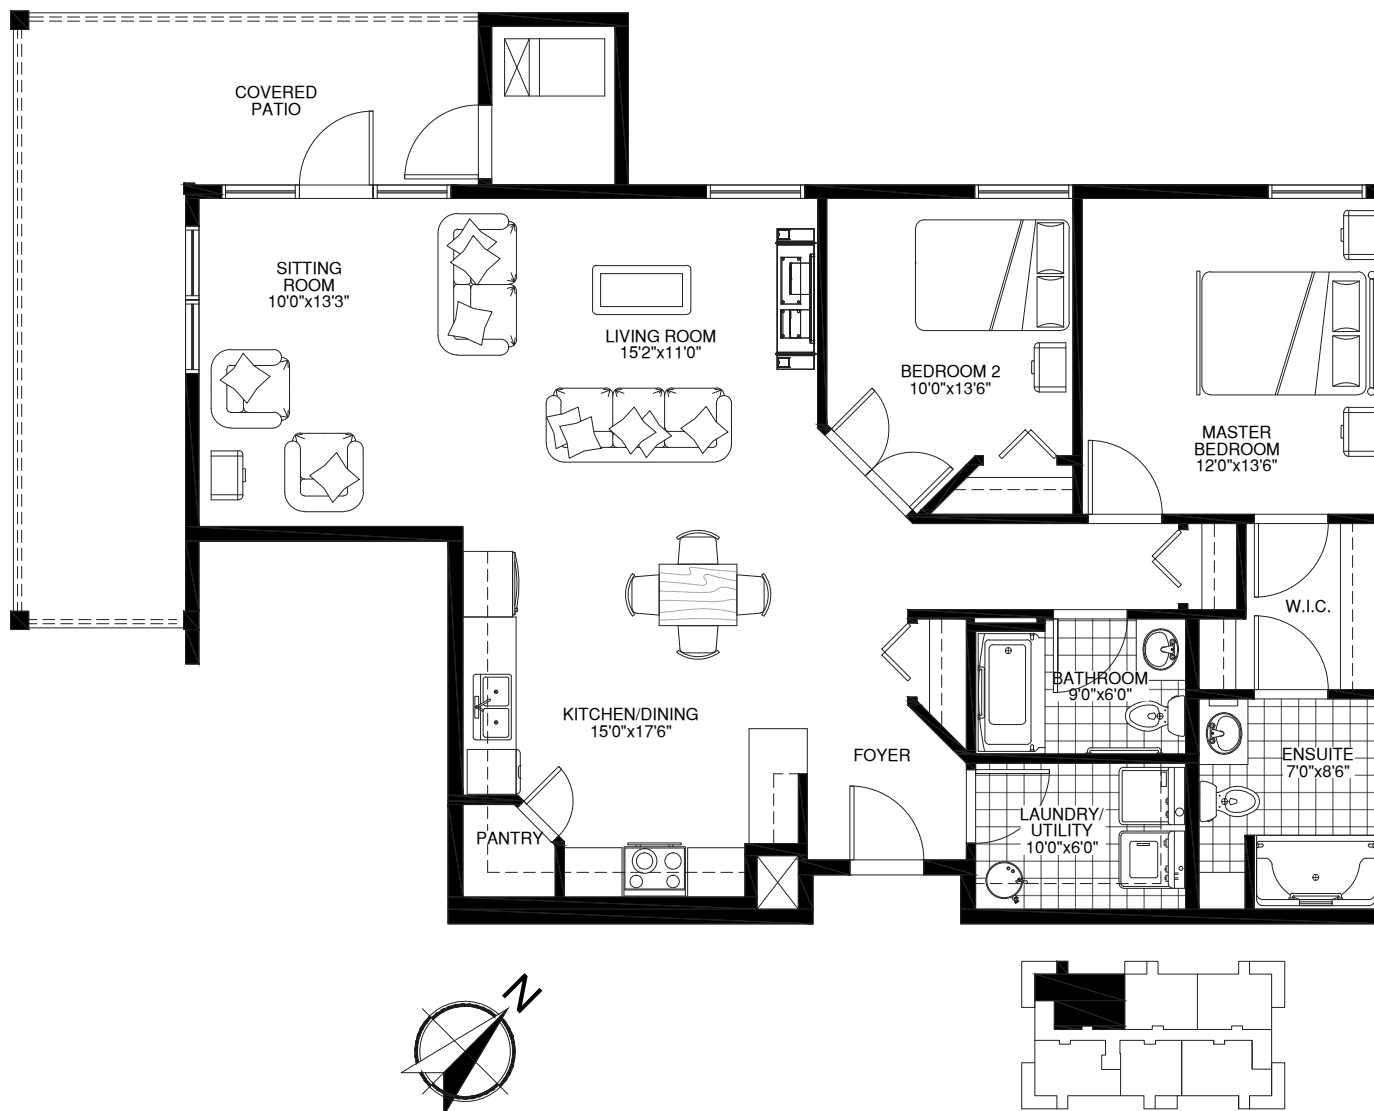 COVERED
PATIO
SITTING
ROOM
10'0"x13'3"
LIVING ROOM
15'2"x11'0"
BEDROOM 2
10'0"x13'6"
MASTER
BEDROOM
12'0"x13'6"
W.I.C.
BATHROOM
9'0"x6'0"
KITCHEN/DINING
15'0"x17'6"
FOYER
ENSUITE
7'0"x8'6"
PANTRY
LAUNDRY/
UTILITY
10'0"x6'0"
N